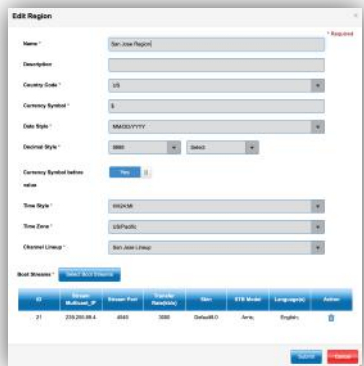 Edit Region
* Required
Name *
San Jose Region
Description
Country Code *
US
Currency Symbol *
$
Date Style *
MM/DD/YYYY
Decimal Style *
Select
Currency Symbol before value
Yes
Time Style *
Time Zone *
US/Pacific
Channel Lineup *
San Jose Lineup
Boot Streams *
Select Boot Streams
ID Stream Multicast_IP Stream Port Transfer Rate(kb/s) Skin STB Model Language(s) Action
21 Arris, English,
Submit Cancel